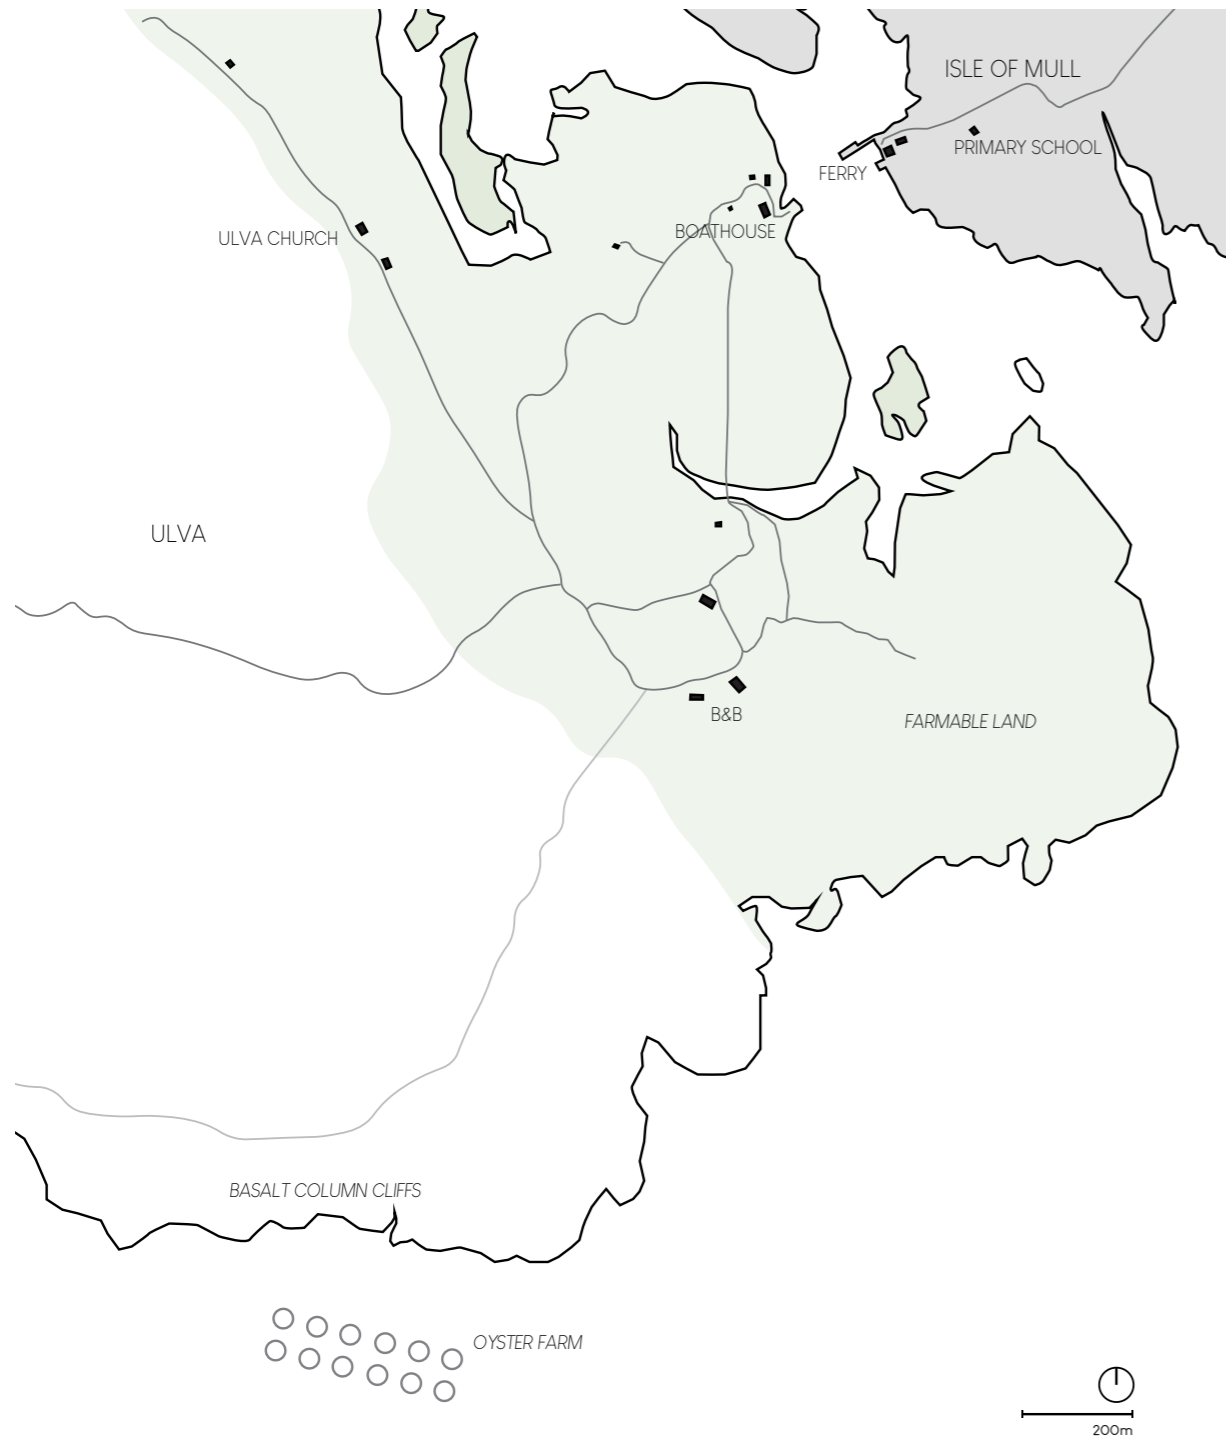 ISLE OF MULL
PRIMARY SCHOOL
FERRY
BOATHOUSE
ULVA CHURCH
ULVA
B&B
FARMABLE LAND
BASALT COLUMN CLIFFS
OYSTER FARM
200m